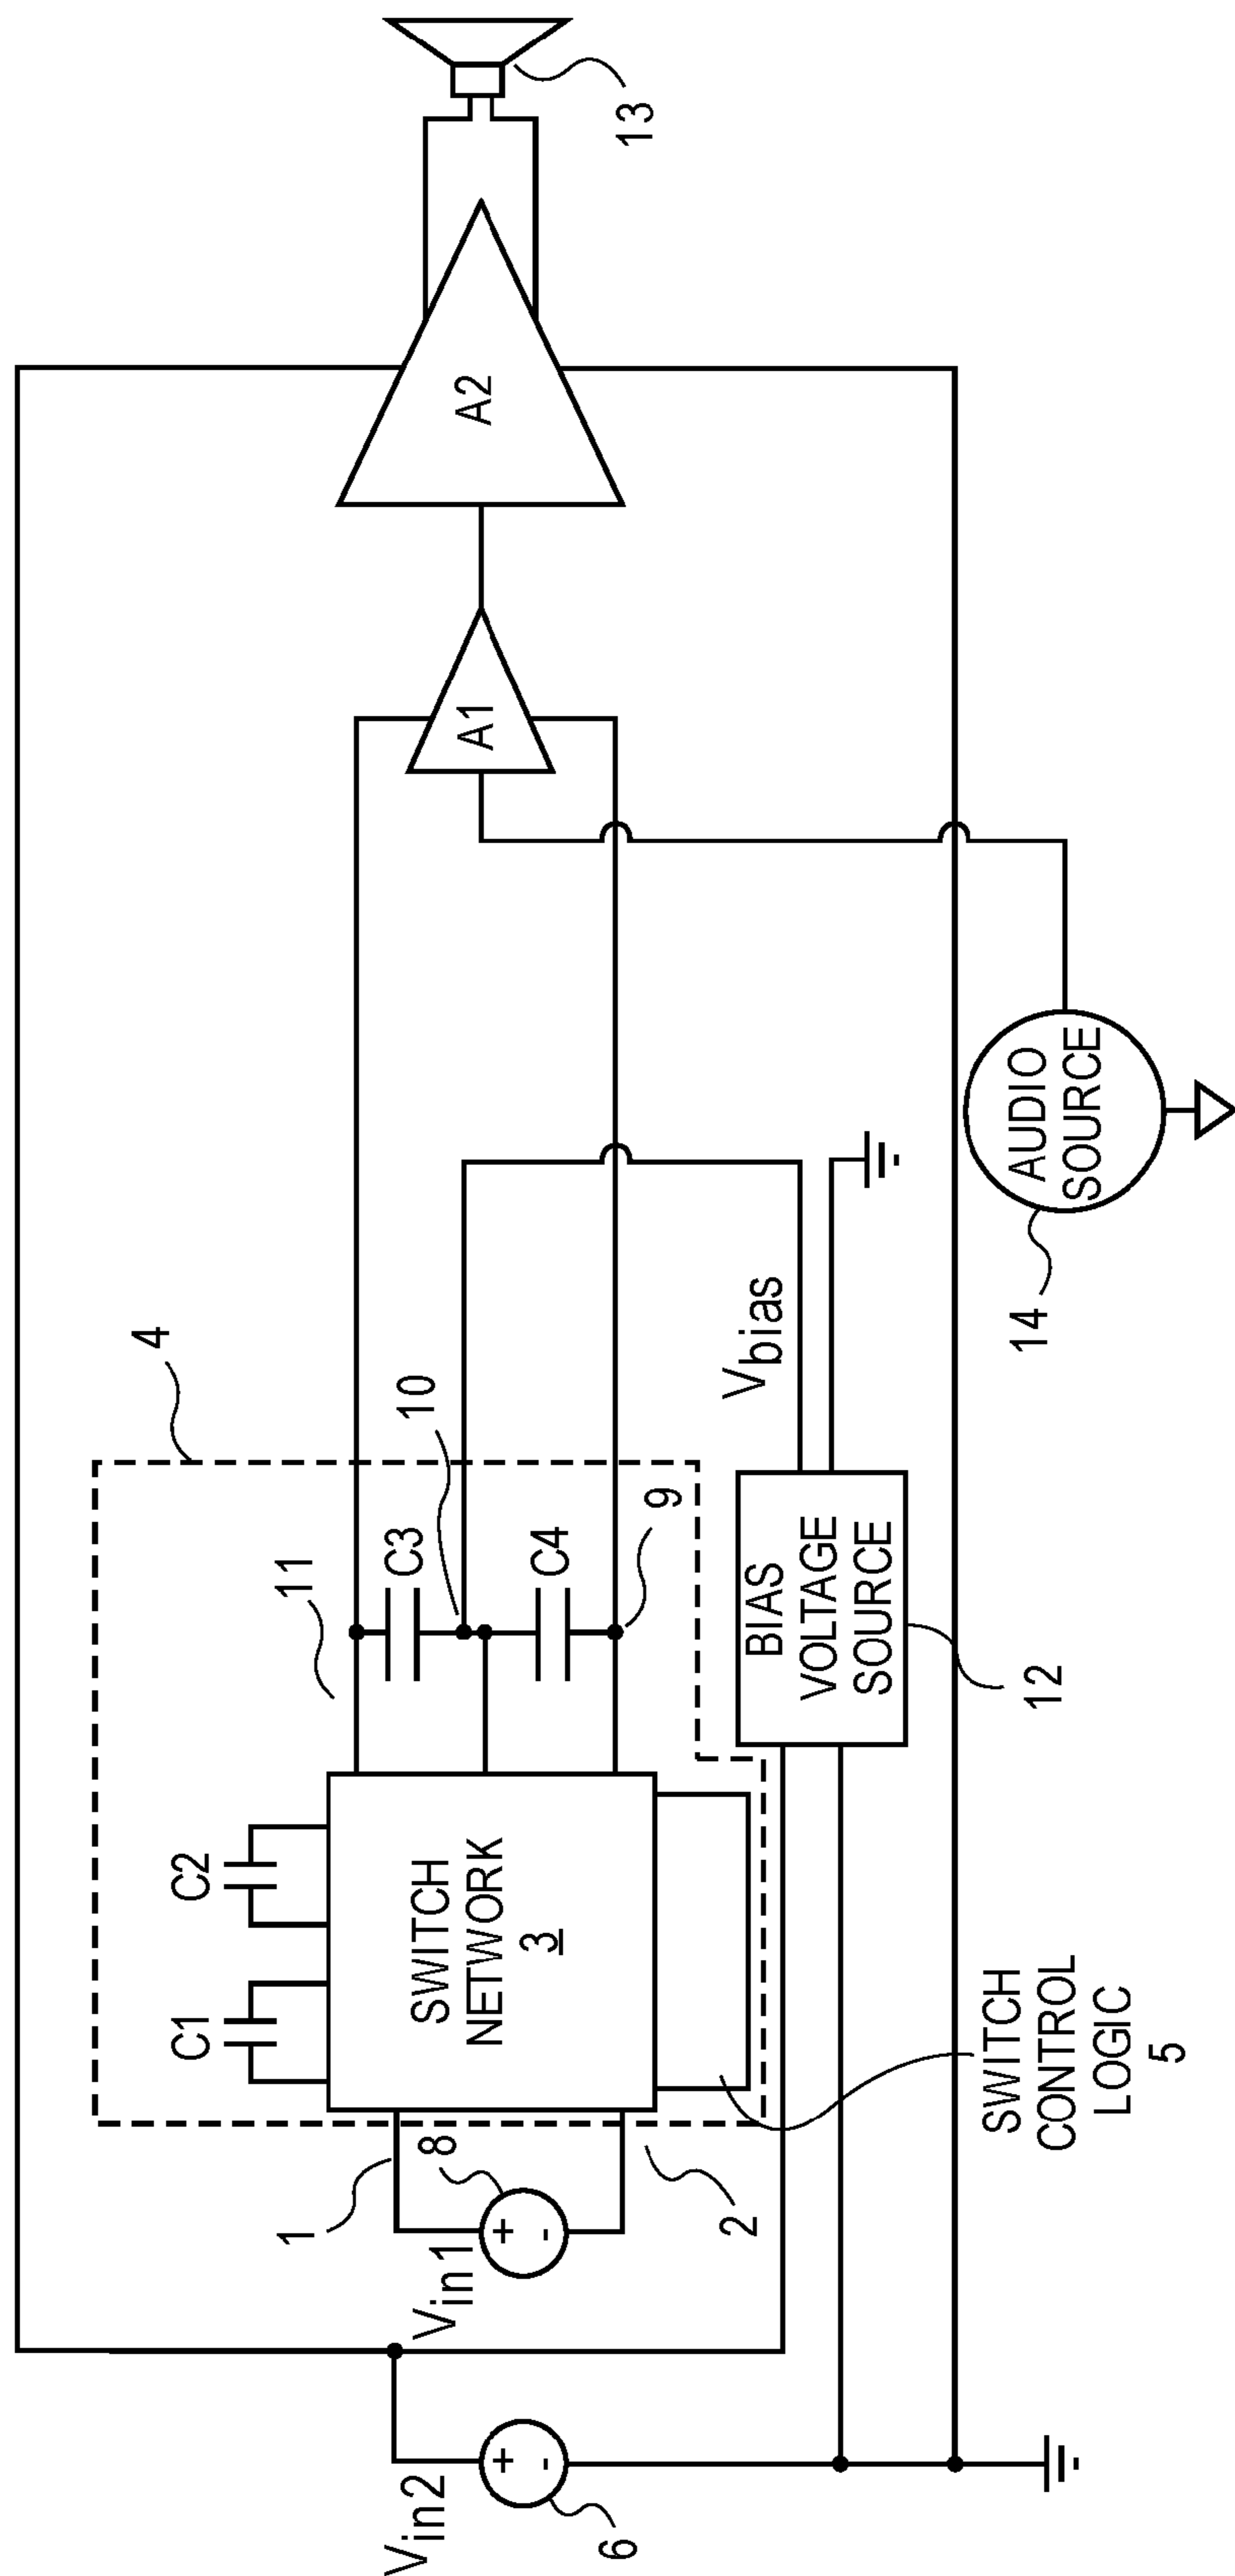 4
C1
C2
11
C3
10
C4
9
SWITCH
NETWORK
3
1
8
Vin1
2
Vin2
6
SWITCH
CONTROL
LOGIC
5
BIAS
VOLTAGE
SOURCE
12
Vbias
AUDIO
SOURCE
14
A1
A2
13
+
-
+
-